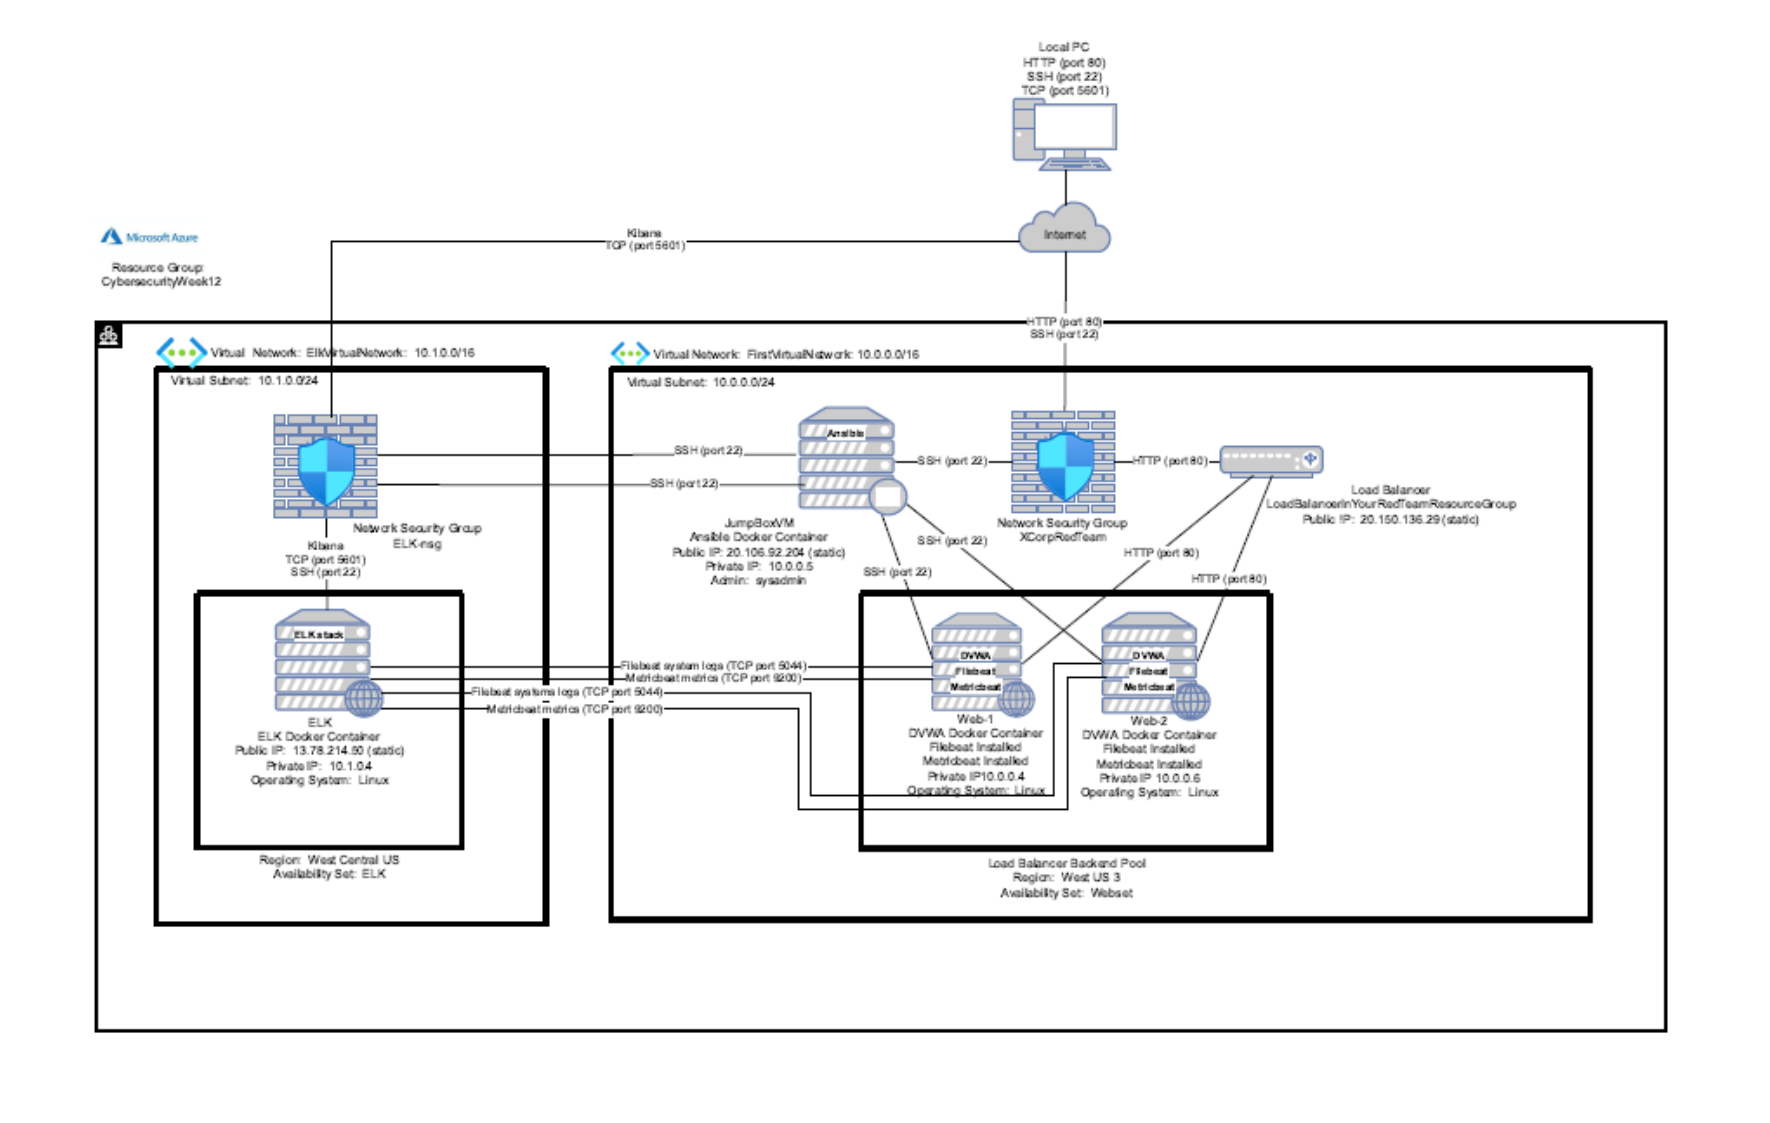 Local PC
HTTP (port 80)
SSH (port 22)
TCP (port 5601)
Internet
Kibana
TCP (port 5601)
Microsoft Azure
Resource Group:
CybersecurityWeek12
HTTP (port 80)
SSH (port 22)
Virtual Network: ElkVirtualNetwork: 10.1.0.0/16
Virtual Subnet: 10.1.0.0/24
Virtual Network: FirstVirtualNetwork: 10.0.0.0/16
Virtual Subnet: 10.0.0.0/24
Ansible
SSH (port 22)
SSH (port 22)
SSH (port 22)
HTTP (port 80)
Network Security Group
ELK-nsg
Kibana
TCP (port 5601)
SSH (port 22)
JumpBoxVM
Ansible Docker Container
Public IP: 20.106.92.204 (static)
Private IP: 10.0.0.5
Admin: sysadmin
Network Security Group
XCorpRedTeam
Load Balancer
LoadBalancerInYourRedTeamResourceGroup
Public IP: 20.150.136.29 (static)
SSH (port 22)
SSH (port 22)
HTTP (port 80)
HTTP (port 80)
ELK stack
Filebeat system logs (TCP port 5044)
Metricbeat metrics (TCP port 9200)
Filebeat systems logs (TCP port 5044)
Metricbeat metrics (TCP port 9200)
ELK
ELK Docker Container
Public IP: 13.78.214.50 (static)
Private IP: 10.1.0.4
Operating System: Linux
Region: West Central US
Availability Set: ELK
DVWA
Filebeat
Metricbeat
Web-1
DVWA Docker Container
Filebeat Installed
Metricbeat Installed
Private IP10.0.0.4
Operating System: Linux
DVWA
Filebeat
Metricbeat
Web-2
DVWA Docker Container
Filebeat Installed
Metricbeat Installed
Private IP 10.0.0.6
Operating System: Linux
Load Balancer Backend Pool
Region: West US 3
Availability Set: Webset